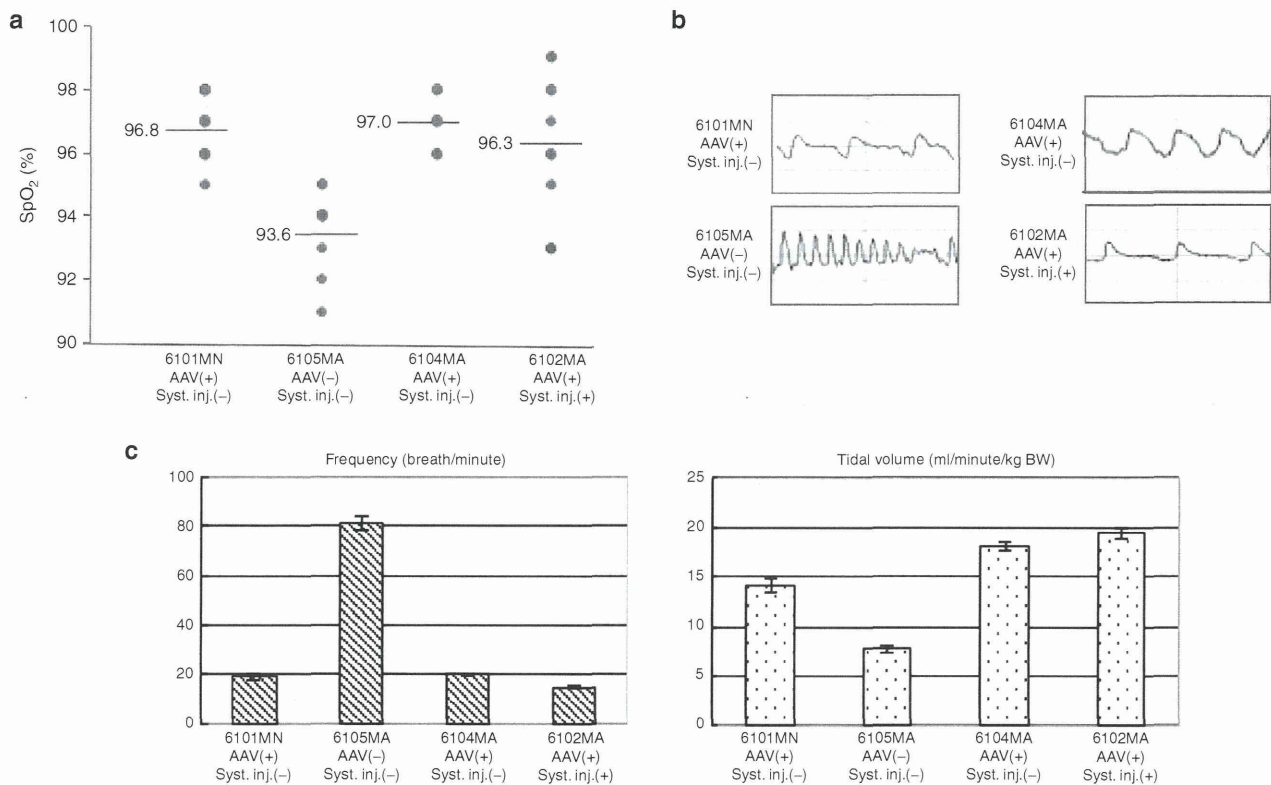 a
100
98
96
94
92
90
SpO₂ (%)
96.8
93.6
97.0
96.3
6101MN
AAV(+)
Syst. inj.(−)
6105MA
AAV(−)
Syst. inj.(−)
6104MA
AAV(+)
Syst. inj.(−)
6102MA
AAV(+)
Syst. inj.(+)
b
6101MN
AAV(+)
Syst. inj.(−)
6104MA
AAV(+)
Syst. inj.(−)
6105MA
AAV(−)
Syst. inj.(−)
6102MA
AAV(+)
Syst. inj.(+)
c
Frequency (breath/minute)
100
80
60
40
20
0
6101MN
AAV(+)
Syst. inj.(−)
6105MA
AAV(−)
Syst. inj.(−)
6104MA
AAV(+)
Syst. inj.(−)
6102MA
AAV(+)
Syst. inj.(+)
Tidal volume (ml/minute/kg BW)
25
20
15
10
5
0
6101MN
AAV(+)
Syst. inj.(−)
6105MA
AAV(−)
Syst. inj.(−)
6104MA
AAV(+)
Syst. inj.(−)
6102MA
AAV(+)
Syst. inj.(+)